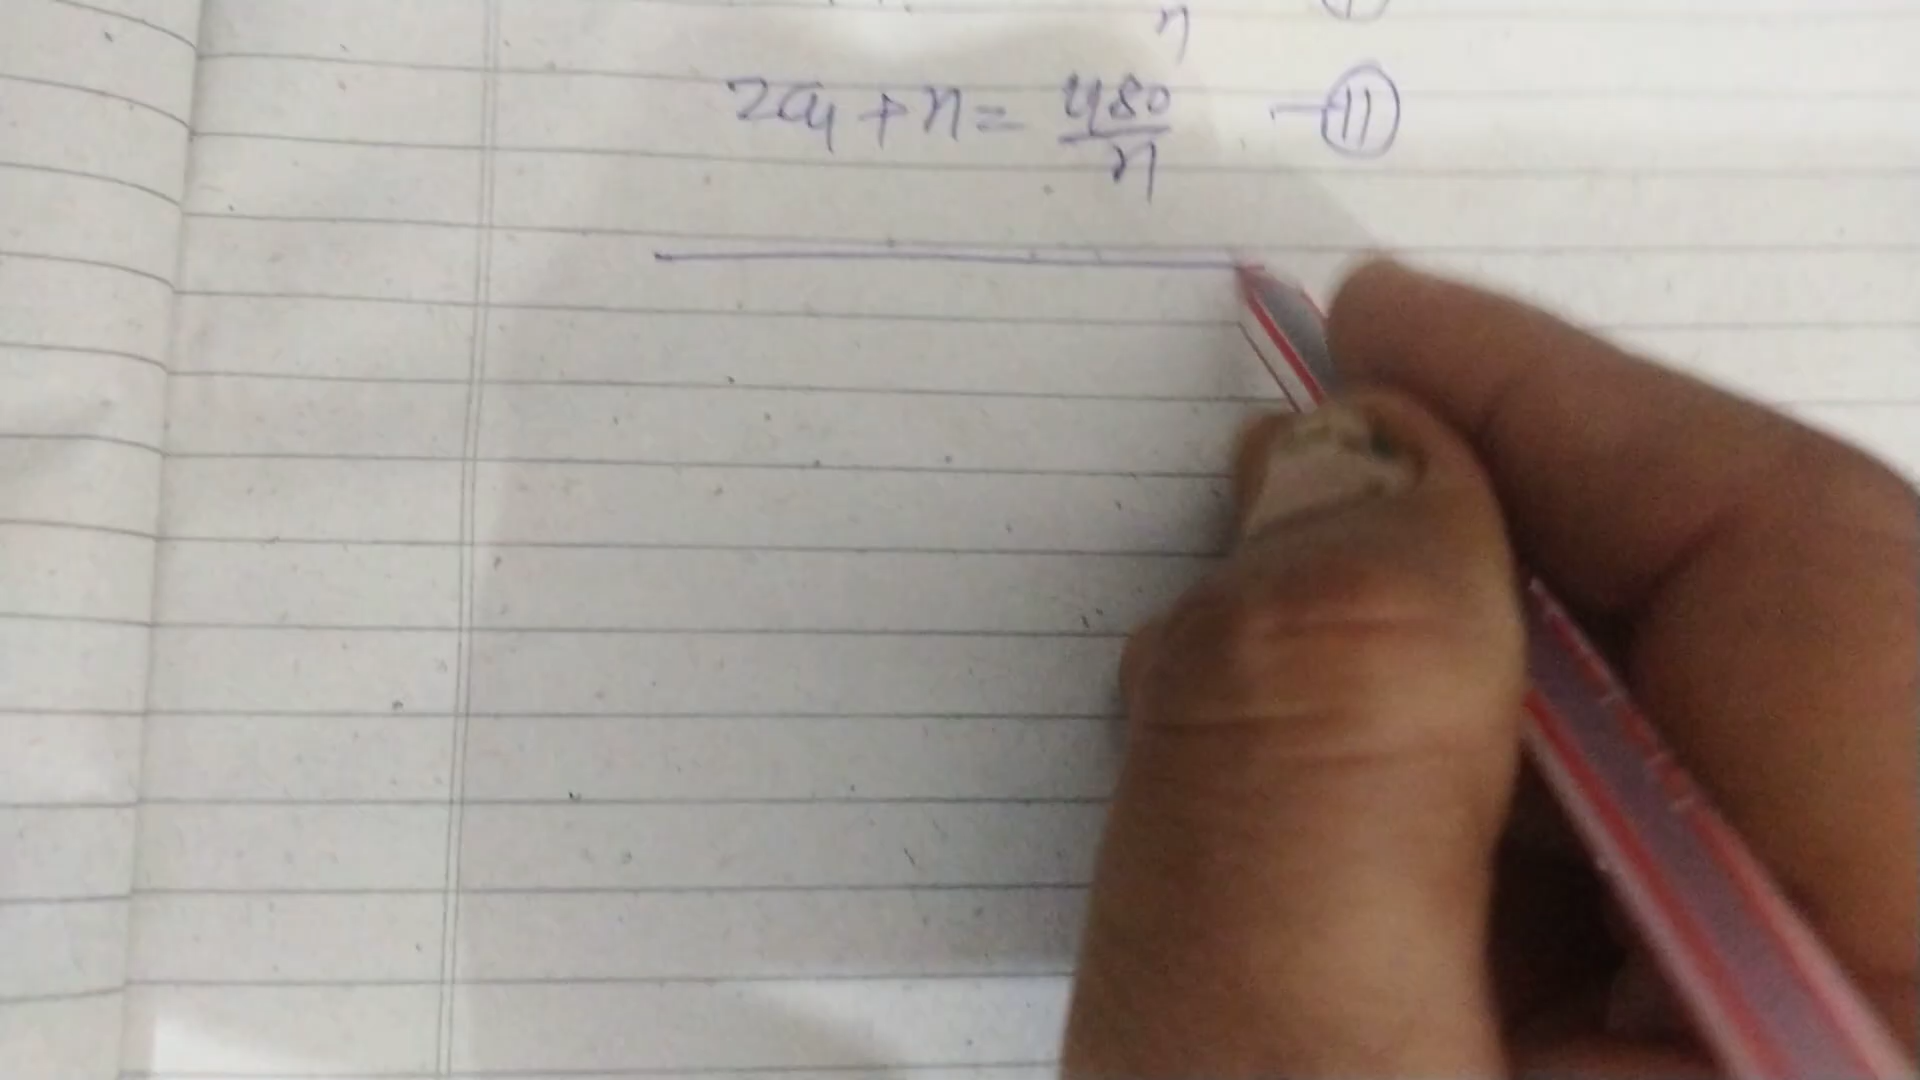 n
2a₁ + n = 480/n —(11)